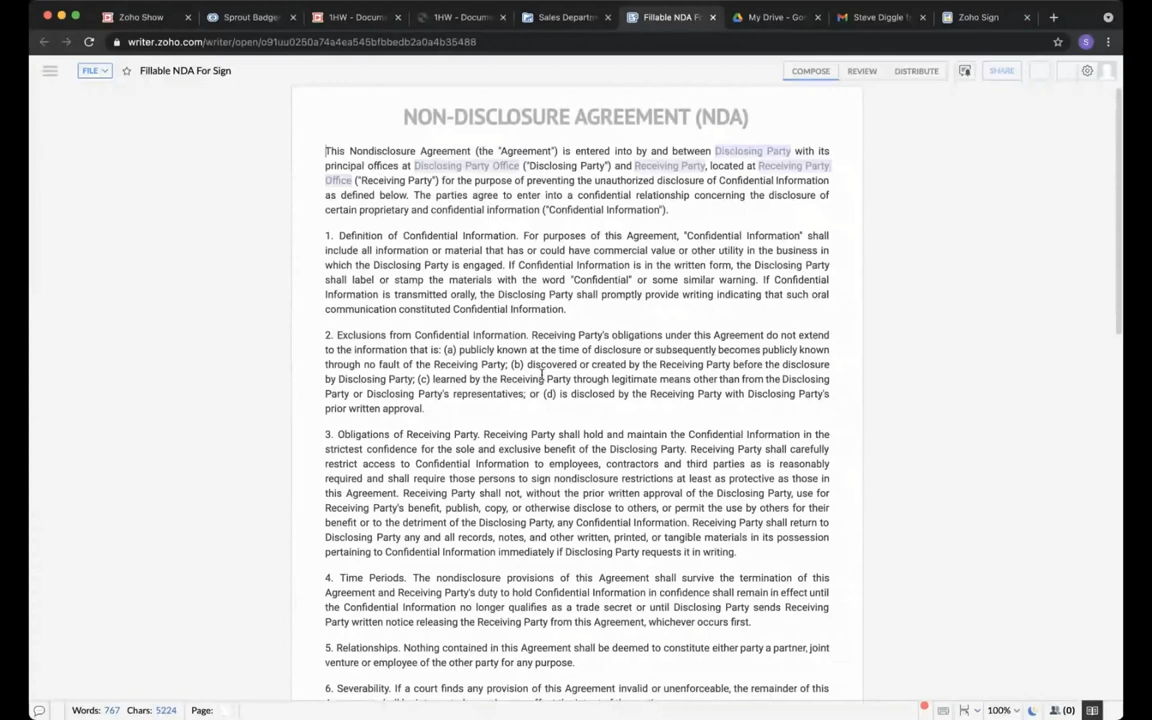 Zoho Show
Sprout Badge
1HW - Docume
1HW - Docume
Sales Departm
Fillable NDA F
My Drive - Go
Steve Diggle T
Zoho Sign
writer.zoho.com/writer/open/o91uu0250a74a4ea545bfbbedb2a0a4b35488
S
FILE
Fillable NDA For Sign
COMPOSE
REVIEW
DISTRIBUTE
SHARE
NON-DISCLOSURE AGREEMENT (NDA)
This Nondisclosure Agreement (the "Agreement") is entered into by and between Disclosing Party with its
principal offices at Disclosing Party Office ("Disclosing Party") and Receiving Party, located at Receiving Party
Office ("Receiving Party") for the purpose of preventing the unauthorized disclosure of Confidential Information
as defined below. The parties agree to enter into a confidential relationship concerning the disclosure of
certain proprietary and confidential information ("Confidential Information").
1. Definition of Confidential Information. For purposes of this Agreement, "Confidential Information" shall
include all information or material that has or could have commercial value or other utility in the business in
which the Disclosing Party is engaged. If Confidential Information is in the written form, the Disclosing Party
shall label or stamp the materials with the word "Confidential" or some similar warning. If Confidential
Information is transmitted orally, the Disclosing Party shall promptly provide writing indicating that such oral
communication constituted Confidential Information.
2. Exclusions from Confidential Information. Receiving Party's obligations under this Agreement do not extend
to the information that is: (a) publicly known at the time of disclosure or subsequently becomes publicly known
through no fault of the Receiving Party; (b) discovered or created by the Receiving Party before the disclosure
by Disclosing Party; (c) learned by the Receiving Party through legitimate means other than from the Disclosing
Party or Disclosing Party's representatives; or (d) is disclosed by the Receiving Party with Disclosing Party's
prior written approval.
3. Obligations of Receiving Party. Receiving Party shall hold and maintain the Confidential Information in the
strictest confidence for the sole and exclusive benefit of the Disclosing Party. Receiving Party shall carefully
restrict access to Confidential Information to employees, contractors and third parties as is reasonably
required and shall require those persons to sign nondisclosure restrictions at least as protective as those in
this Agreement. Receiving Party shall not, without the prior written approval of the Disclosing Party, use for
Receiving Party's benefit, publish, copy, or otherwise disclose to others, or permit the use by others for their
benefit or to the detriment of the Disclosing Party, any Confidential Information. Receiving Party shall return to
Disclosing Party any and all records, notes, and other written, printed, or tangible materials in its possession
pertaining to Confidential Information immediately if Disclosing Party requests it in writing.
4. Time Periods. The nondisclosure provisions of this Agreement shall survive the termination of this
Agreement and Receiving Party's duty to hold Confidential Information in confidence shall remain in effect until
the Confidential Information no longer qualifies as a trade secret or until Disclosing Party sends Receiving
Party written notice releasing the Receiving Party from this Agreement, whichever occurs first.
5. Relationships. Nothing contained in this Agreement shall be deemed to constitute either party a partner, joint
venture or employee of the other party for any purpose.
6. Severability. If a court finds any provision of this Agreement invalid or unenforceable, the remainder of this
Words: 767 Chars: 5224 Page:
100%
(0)